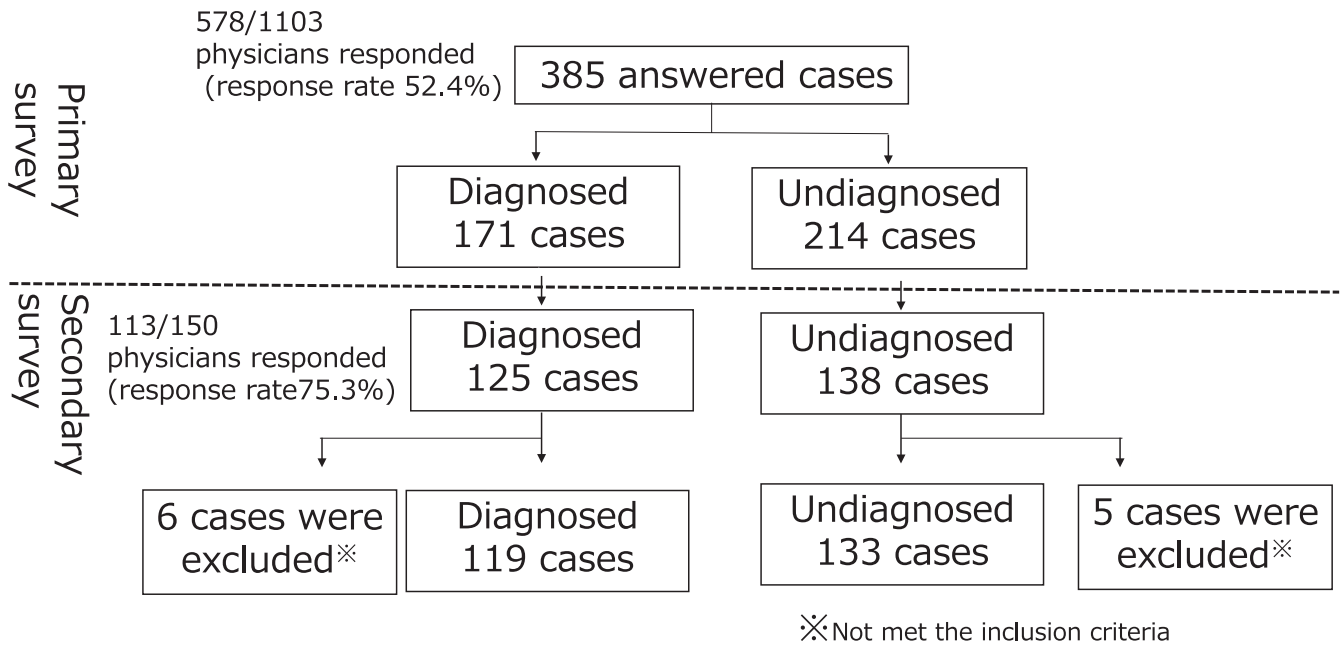 578/1103
physicians responded
(response rate 52.4%)
385 answered cases
Primary
survey
Diagnosed
171 cases
Undiagnosed
214 cases
Secondary
survey
113/150
physicians responded
(response rate75.3%)
Diagnosed
125 cases
Undiagnosed
138 cases
6 cases were
excluded※
Diagnosed
119 cases
Undiagnosed
133 cases
5 cases were
excluded※
※Not met the inclusion criteria